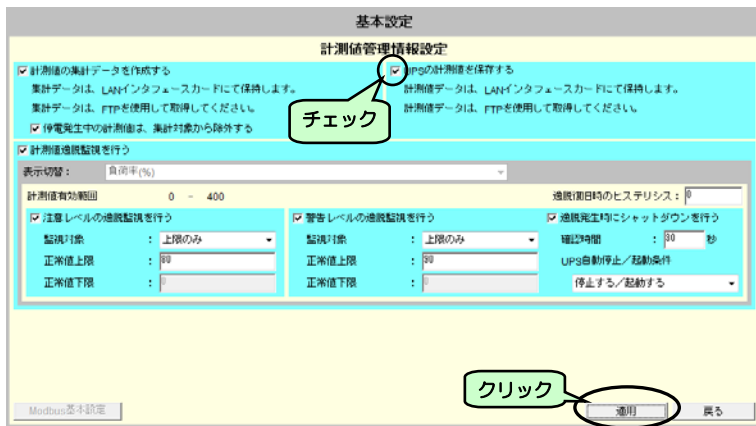 基本設定
計測値管理情報設定
計測値の集計データを作成する
集計データは、LANインタフェースカードにて保持します。
集計データは、FTPを使用して取得してください。
停電発生中の計測値は、集計対象から除外する
UPSの計測値を保存する
計測値データは、LANインタフェースカードにて保持します。
計測値データは、FTPを使用して取得してください。
チェック
計測値逸脱監視を行う
表示切替: 負荷率(%)
計測値有効範囲 0 - 400 逸脱復旧時のヒステリシス: 0
注意レベルの逸脱監視を行う
監視対象 : 上限のみ
正常値上限 : 80
正常値下限 : 0
警告レベルの逸脱監視を行う
監視対象 : 上限のみ
正常値上限 : 90
正常値下限 : 0
逸脱発生時にシャットダウンを行う
確認時間 : 30 秒
UPS自動停止/起動条件
停止する/起動する
クリック
Modbus基本設定 適用 戻る